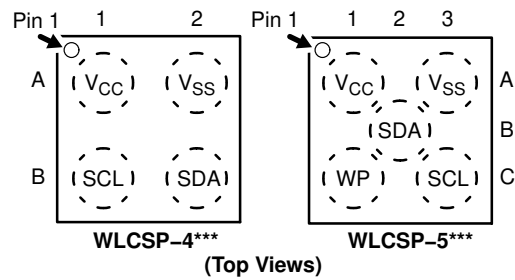 Pin 1 1 2 Pin 1 1 2 3
A VCC VSS VCC VSS A
SDA B
B SCL SDA WP SCL C
WLCSP–4*** WLCSP–5***
(Top Views)